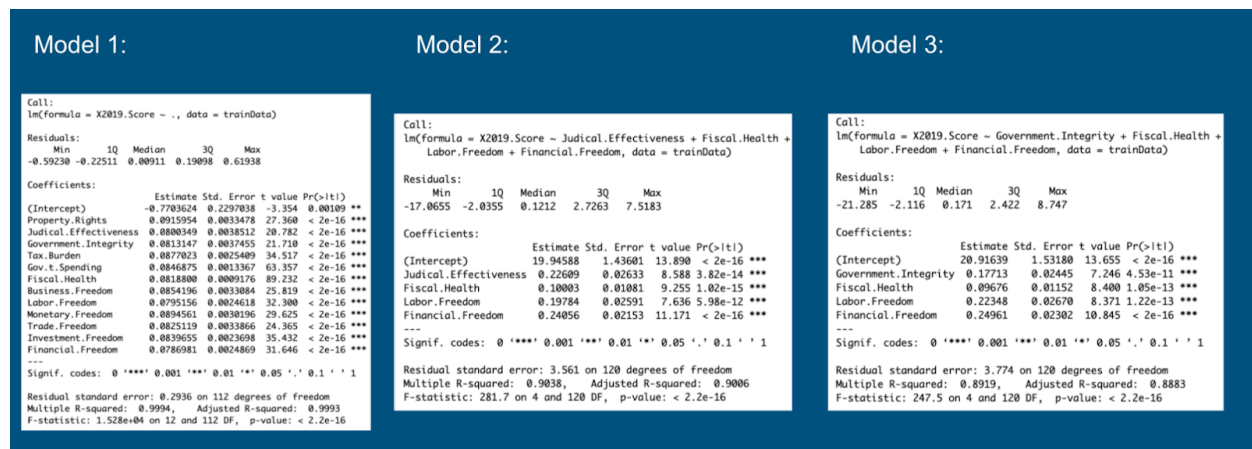 Model 1:
Call:
lm(formula = X2019.Score ~ ., data = trainData)
Residuals:
Min 1Q Median 3Q Max
-0.59230 -0.22511 0.00911 0.19098 0.61938
Coefficients:
Estimate Std. Error t value Pr(>|t|)
(Intercept) -0.7703624 0.2297038 -3.354 0.00109 **
Property.Rights 0.0915954 0.0033478 27.360 < 2e-16 ***
Judical.Effectiveness 0.0800349 0.0038512 20.782 < 2e-16 ***
Government.Integrity 0.0813147 0.0037455 21.710 < 2e-16 ***
Tax.Burden 0.0877023 0.0025409 34.517 < 2e-16 ***
Gov.t.Spending 0.0846875 0.0013367 63.357 < 2e-16 ***
Fiscal.Health 0.0818800 0.0009176 89.232 < 2e-16 ***
Business.Freedom 0.0854196 0.0033084 25.819 < 2e-16 ***
Labor.Freedom 0.0795156 0.0024618 32.300 < 2e-16 ***
Monetary.Freedom 0.0894561 0.0030196 29.625 < 2e-16 ***
Trade.Freedom 0.0825119 0.0033866 24.365 < 2e-16 ***
Investment.Freedom 0.0839655 0.0023698 35.432 < 2e-16 ***
Financial.Freedom 0.0786981 0.0024869 31.646 < 2e-16 ***
---
Signif. codes: 0 ‘***’ 0.001 ‘**’ 0.01 ‘*’ 0.05 ‘.’ 0.1 ‘ ’ 1
Residual standard error: 0.2936 on 112 degrees of freedom
Multiple R-squared: 0.9994, Adjusted R-squared: 0.9993
F-statistic: 1.528e+04 on 12 and 112 DF, p-value: < 2.2e-16
Model 2:
Call:
lm(formula = X2019.Score ~ Judical.Effectiveness + Fiscal.Health +
Labor.Freedom + Financial.Freedom, data = trainData)
Residuals:
Min 1Q Median 3Q Max
-17.0655 -2.0355 0.1212 2.7263 7.5183
Coefficients:
Estimate Std. Error t value Pr(>|t|)
(Intercept) 19.94588 1.43601 13.890 < 2e-16 ***
Judical.Effectiveness 0.22609 0.02633 8.588 3.82e-14 ***
Fiscal.Health 0.10003 0.01081 9.255 1.02e-15 ***
Labor.Freedom 0.19784 0.02591 7.636 5.98e-12 ***
Financial.Freedom 0.24056 0.02153 11.171 < 2e-16 ***
---
Signif. codes: 0 ‘***’ 0.001 ‘**’ 0.01 ‘*’ 0.05 ‘.’ 0.1 ‘ ’ 1
Residual standard error: 3.561 on 120 degrees of freedom
Multiple R-squared: 0.9038, Adjusted R-squared: 0.9006
F-statistic: 281.7 on 4 and 120 DF, p-value: < 2.2e-16
Model 3:
Call:
lm(formula = X2019.Score ~ Government.Integrity + Fiscal.Health +
Labor.Freedom + Financial.Freedom, data = trainData)
Residuals:
Min 1Q Median 3Q Max
-21.285 -2.116 0.171 2.422 8.747
Coefficients:
Estimate Std. Error t value Pr(>|t|)
(Intercept) 20.91639 1.53180 13.655 < 2e-16 ***
Government.Integrity 0.17713 0.02445 7.246 4.53e-11 ***
Fiscal.Health 0.09676 0.01152 8.400 1.05e-13 ***
Labor.Freedom 0.22348 0.02670 8.371 1.22e-13 ***
Financial.Freedom 0.24961 0.02302 10.845 < 2e-16 ***
---
Signif. codes: 0 ‘***’ 0.001 ‘**’ 0.01 ‘*’ 0.05 ‘.’ 0.1 ‘ ’ 1
Residual standard error: 3.774 on 120 degrees of freedom
Multiple R-squared: 0.8919, Adjusted R-squared: 0.8883
F-statistic: 247.5 on 4 and 120 DF, p-value: < 2.2e-16